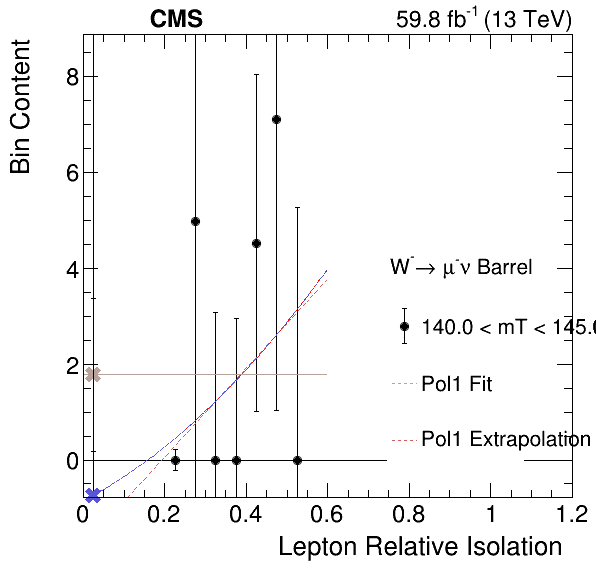 CMS 59.8 fb⁻¹ (13 TeV)
Bin Content
8
6
4
2
0
W⁻→ μ⁻ν Barrel
140.0 < mT < 145.0
Pol1 Fit
Pol1 Extrapolation
0 0.2 0.4 0.6 0.8 1 1.2
Lepton Relative Isolation